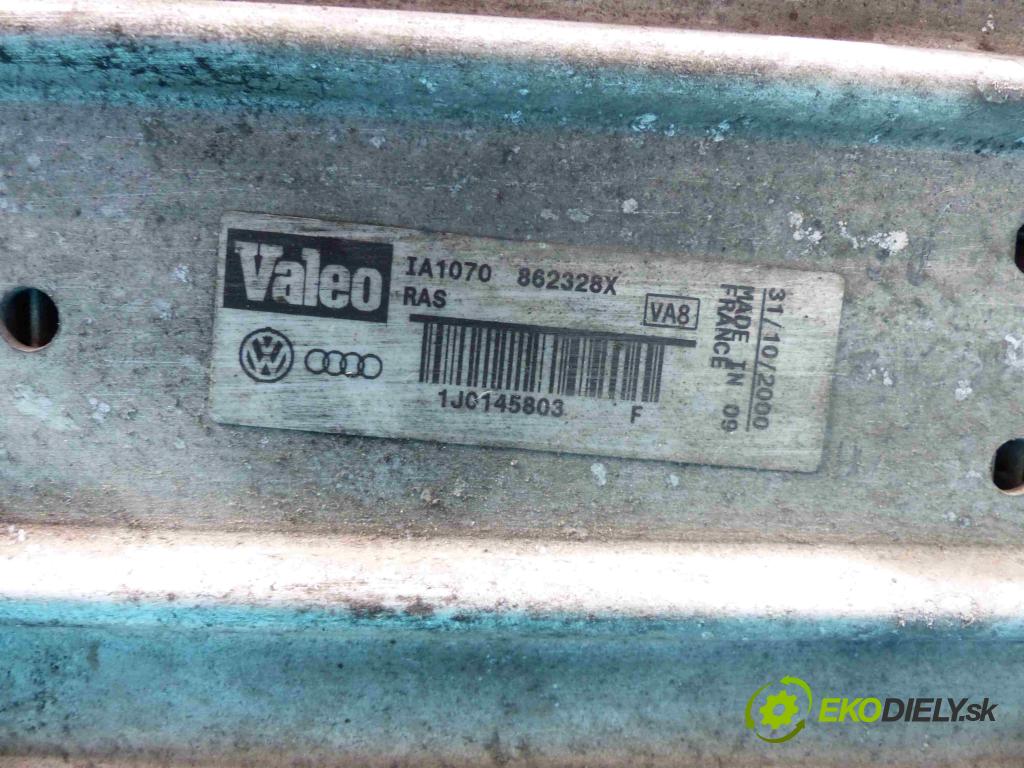 Valeo
IA1070 862328X
RAS
VA8
1J0145803 F
31/10/2000
MADE IN 09
FRANCE
EKODIELY.sk